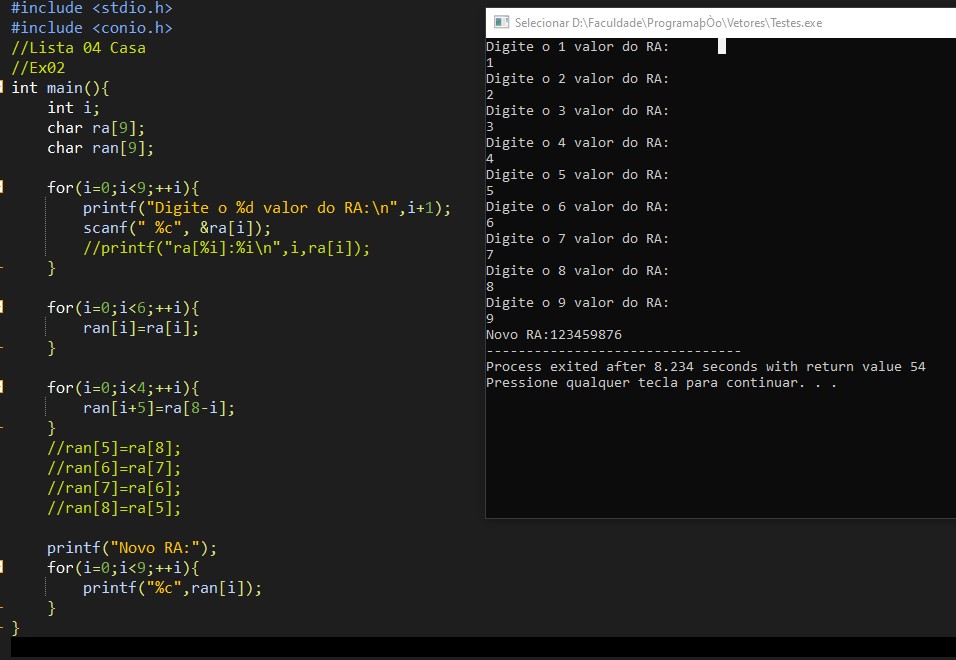 #include <stdio.h>
#include <conio.h>
//Lista 04 Casa
//Ex02
int main(){
    int i;
    char ra[9];
    char ran[9];

    for(i=0;i<9;++i){
        printf("Digite o %d valor do RA:\n",i+1);
        scanf(" %c", &ra[i]);
        //printf("ra[%i]:%i\n",i,ra[i]);
    }

    for(i=0;i<6;++i){
        ran[i]=ra[i];
    }

    for(i=0;i<4;++i){
        ran[i+5]=ra[8-i];
    }
    //ran[5]=ra[8];
    //ran[6]=ra[7];
    //ran[7]=ra[6];
    //ran[8]=ra[5];

    printf("Novo RA:");
    for(i=0;i<9;++i){
        printf("%c",ran[i]);
    }
}
Selecionar D:\Faculdade\ProgramaþÒo\Vetores\Testes.exe
Digite o 1 valor do RA:
1
Digite o 2 valor do RA:
2
Digite o 3 valor do RA:
3
Digite o 4 valor do RA:
4
Digite o 5 valor do RA:
5
Digite o 6 valor do RA:
6
Digite o 7 valor do RA:
7
Digite o 8 valor do RA:
8
Digite o 9 valor do RA:
9
Novo RA:123459876
--------------------------------
Process exited after 8.234 seconds with return value 54
Pressione qualquer tecla para continuar. . .